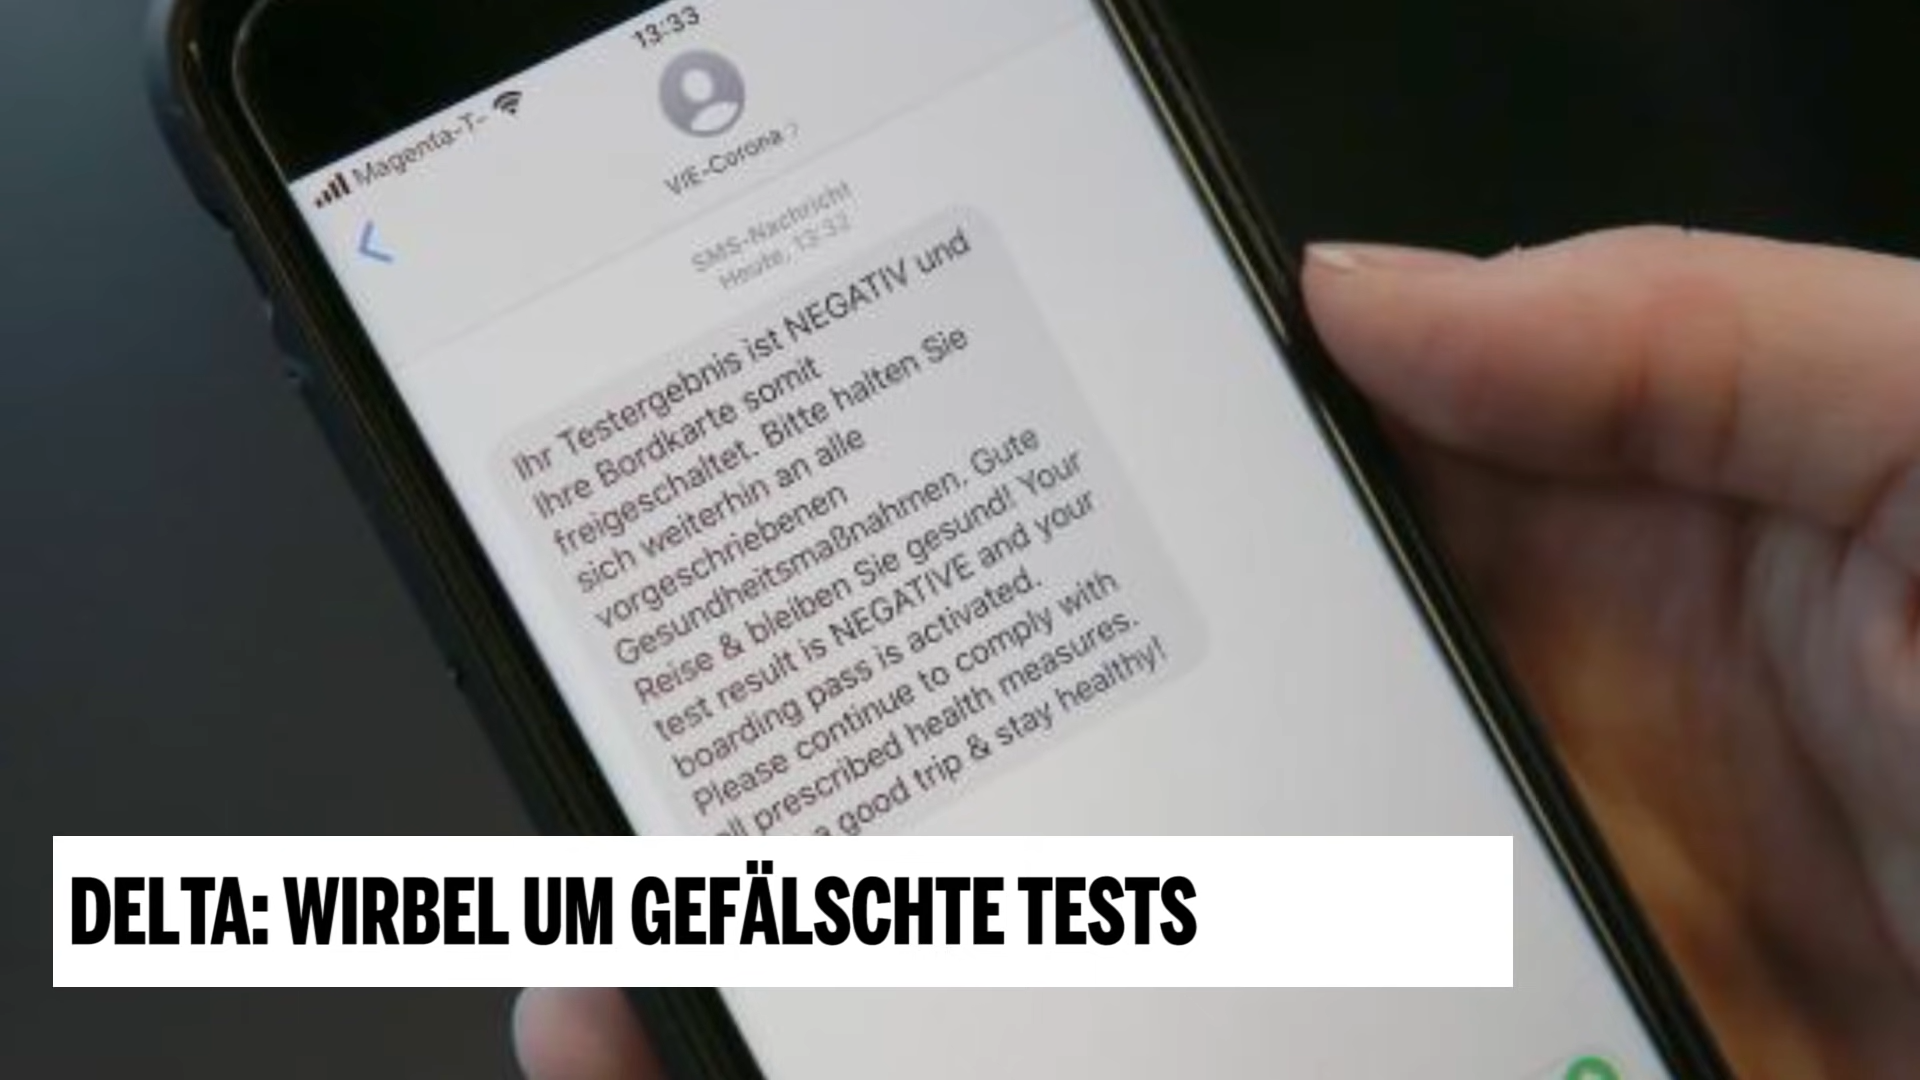 13:33
Magenta-T-
VIE-Corona
SMS-Nachricht
Heute, 13:32
Ihr Testergebnis ist NEGATIV und
Ihre Bordkarte somit
freigeschaltet. Bitte halten Sie
sich weiterhin an alle
vorgeschriebenen
Gesundheitsmaßnahmen. Gute
Reise & bleiben Sie gesund! Your
test result is NEGATIVE and your
boarding pass is activated.
Please continue to comply with
all prescribed health measures.
a good trip & stay healthy!
DELTA: WIRBEL UM GEFÄLSCHTE TESTS